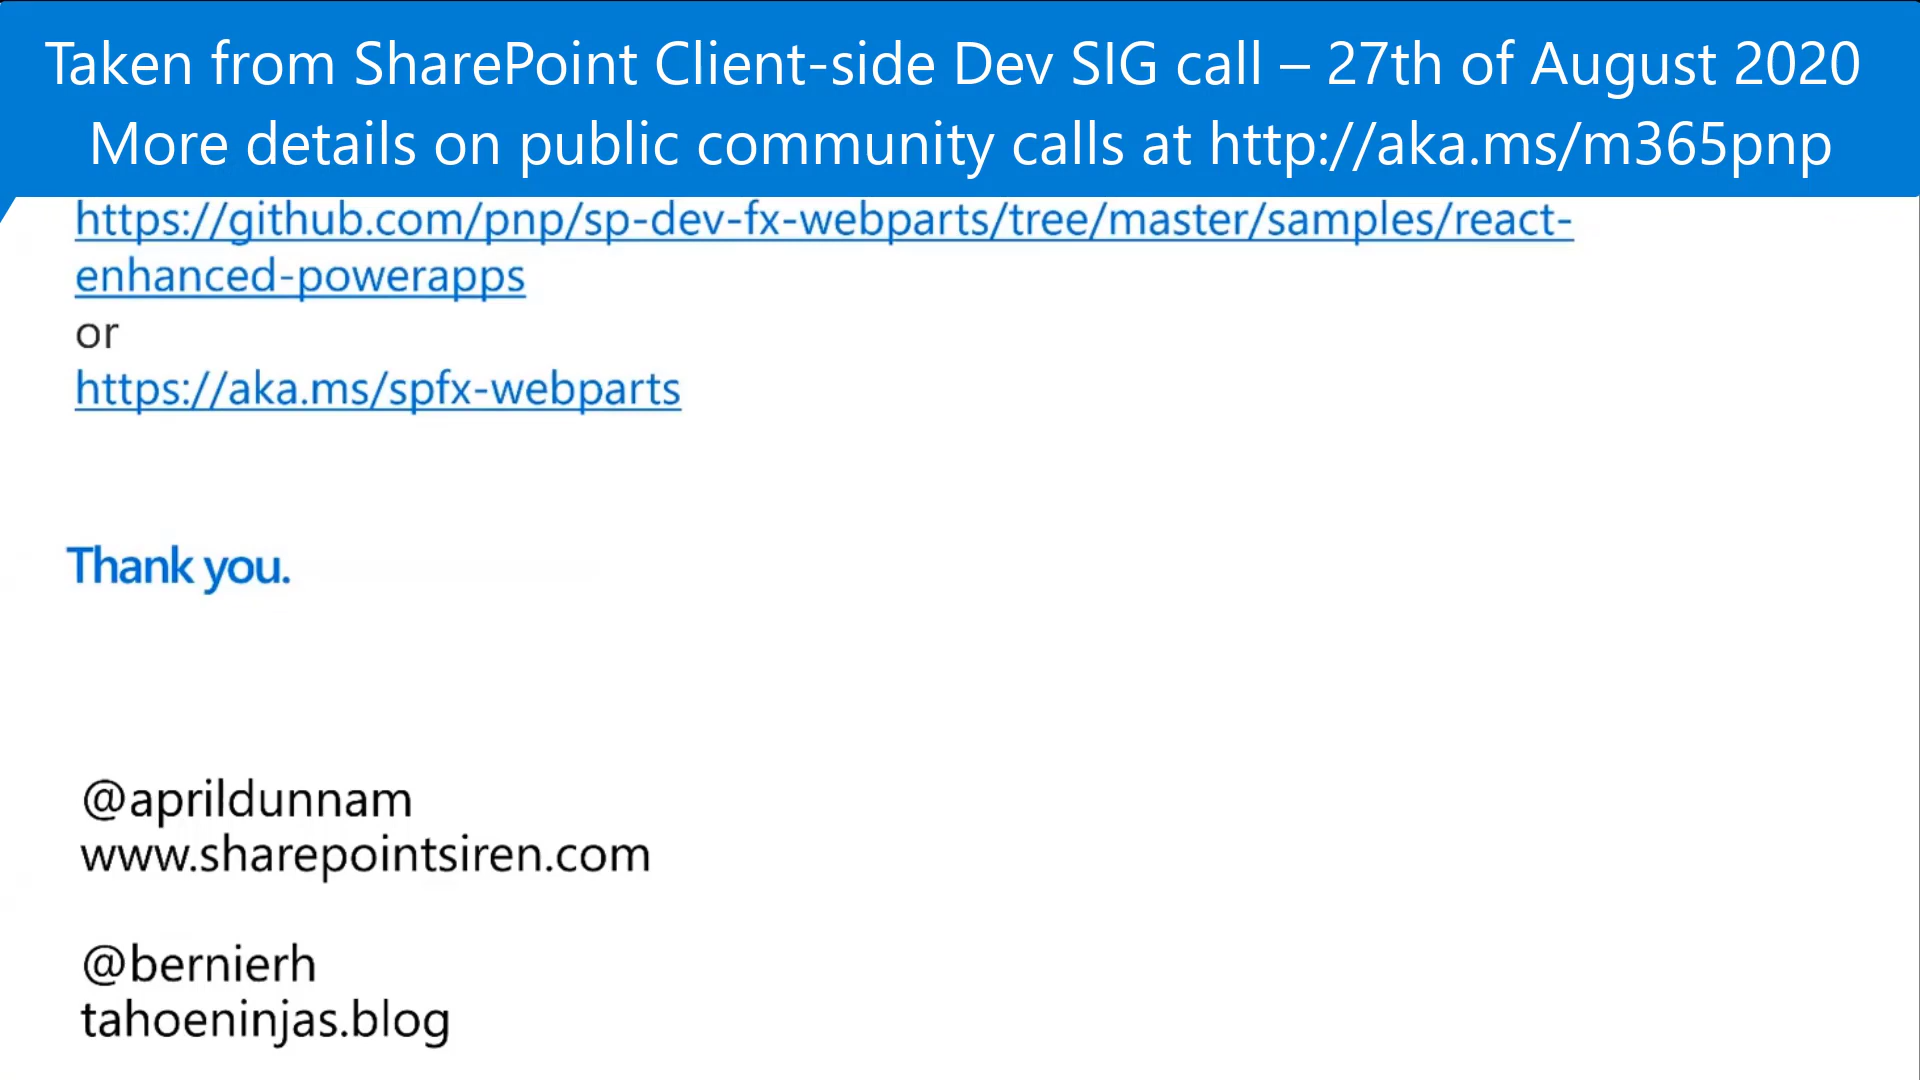 Taken from SharePoint Client-side Dev SIG call – 27th of August 2020
More details on public community calls at http://aka.ms/m365pnp
https://github.com/pnp/sp-dev-fx-webparts/tree/master/samples/react-
enhanced-powerapps
or
https://aka.ms/spfx-webparts
Thank you.
@aprildunnam
www.sharepointsiren.com
@bernierh
tahoeninjas.blog